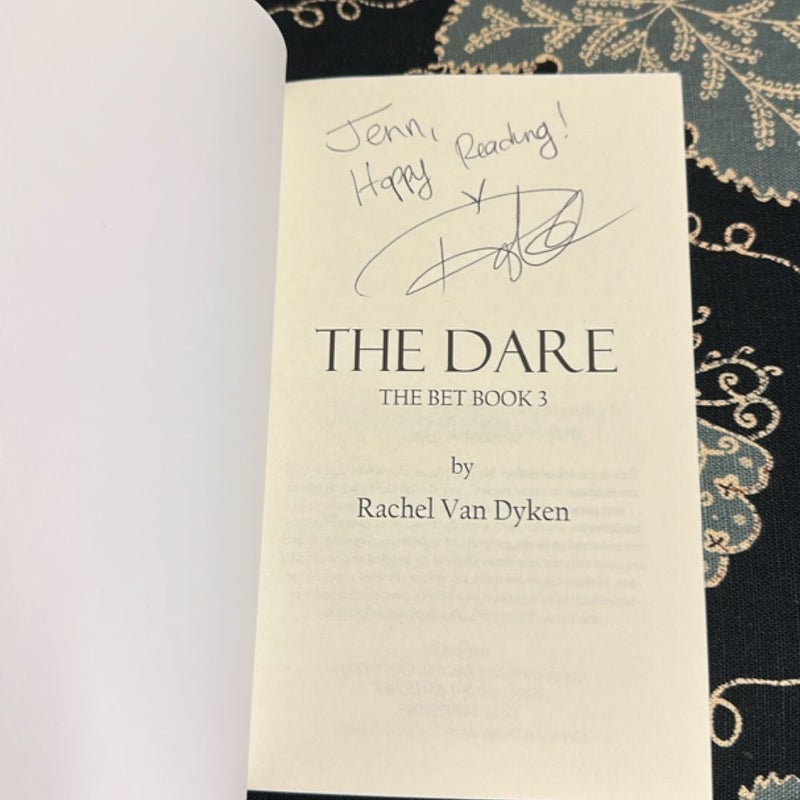 Jenn,
Happy Reading!
THE DARE
THE BET BOOK 3
by
Rachel Van Dyken